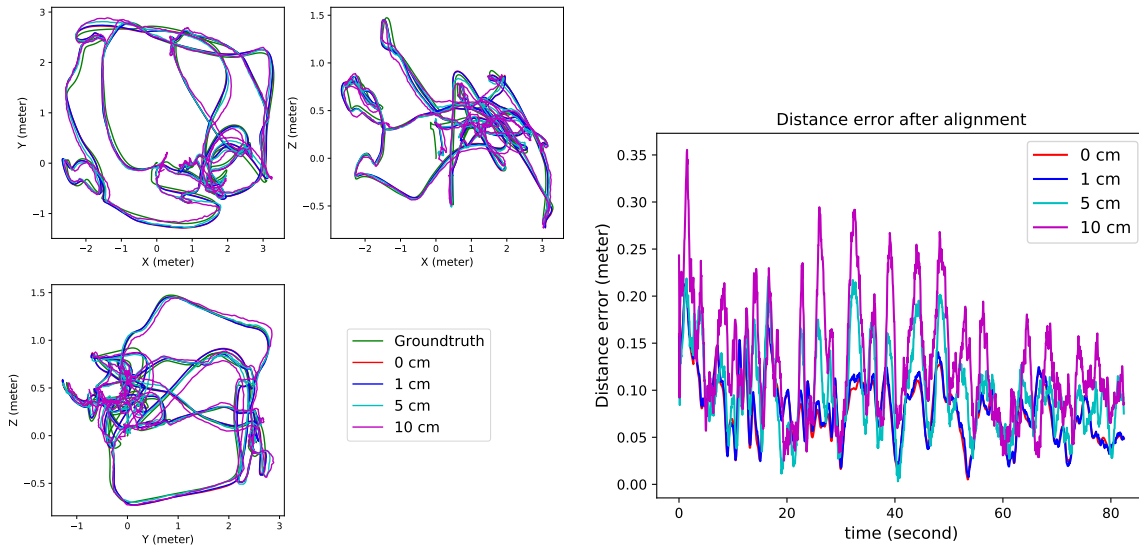 3
2
1
0
−1
Y (meter)
−2
−1
0
1
2
3
X (meter)
1.5
1.0
0.5
0.0
−0.5
Z (meter)
−2
−1
0
1
2
3
X (meter)
1.5
1.0
0.5
0.0
−0.5
Z (meter)
−1
0
1
2
3
Y (meter)
Groundtruth
0 cm
1 cm
5 cm
10 cm
Distance error after alignment
0.35
0.30
0.25
0.20
0.15
0.10
0.05
0.00
Distance error (meter)
0
20
40
60
80
time (second)
0 cm
1 cm
5 cm
10 cm